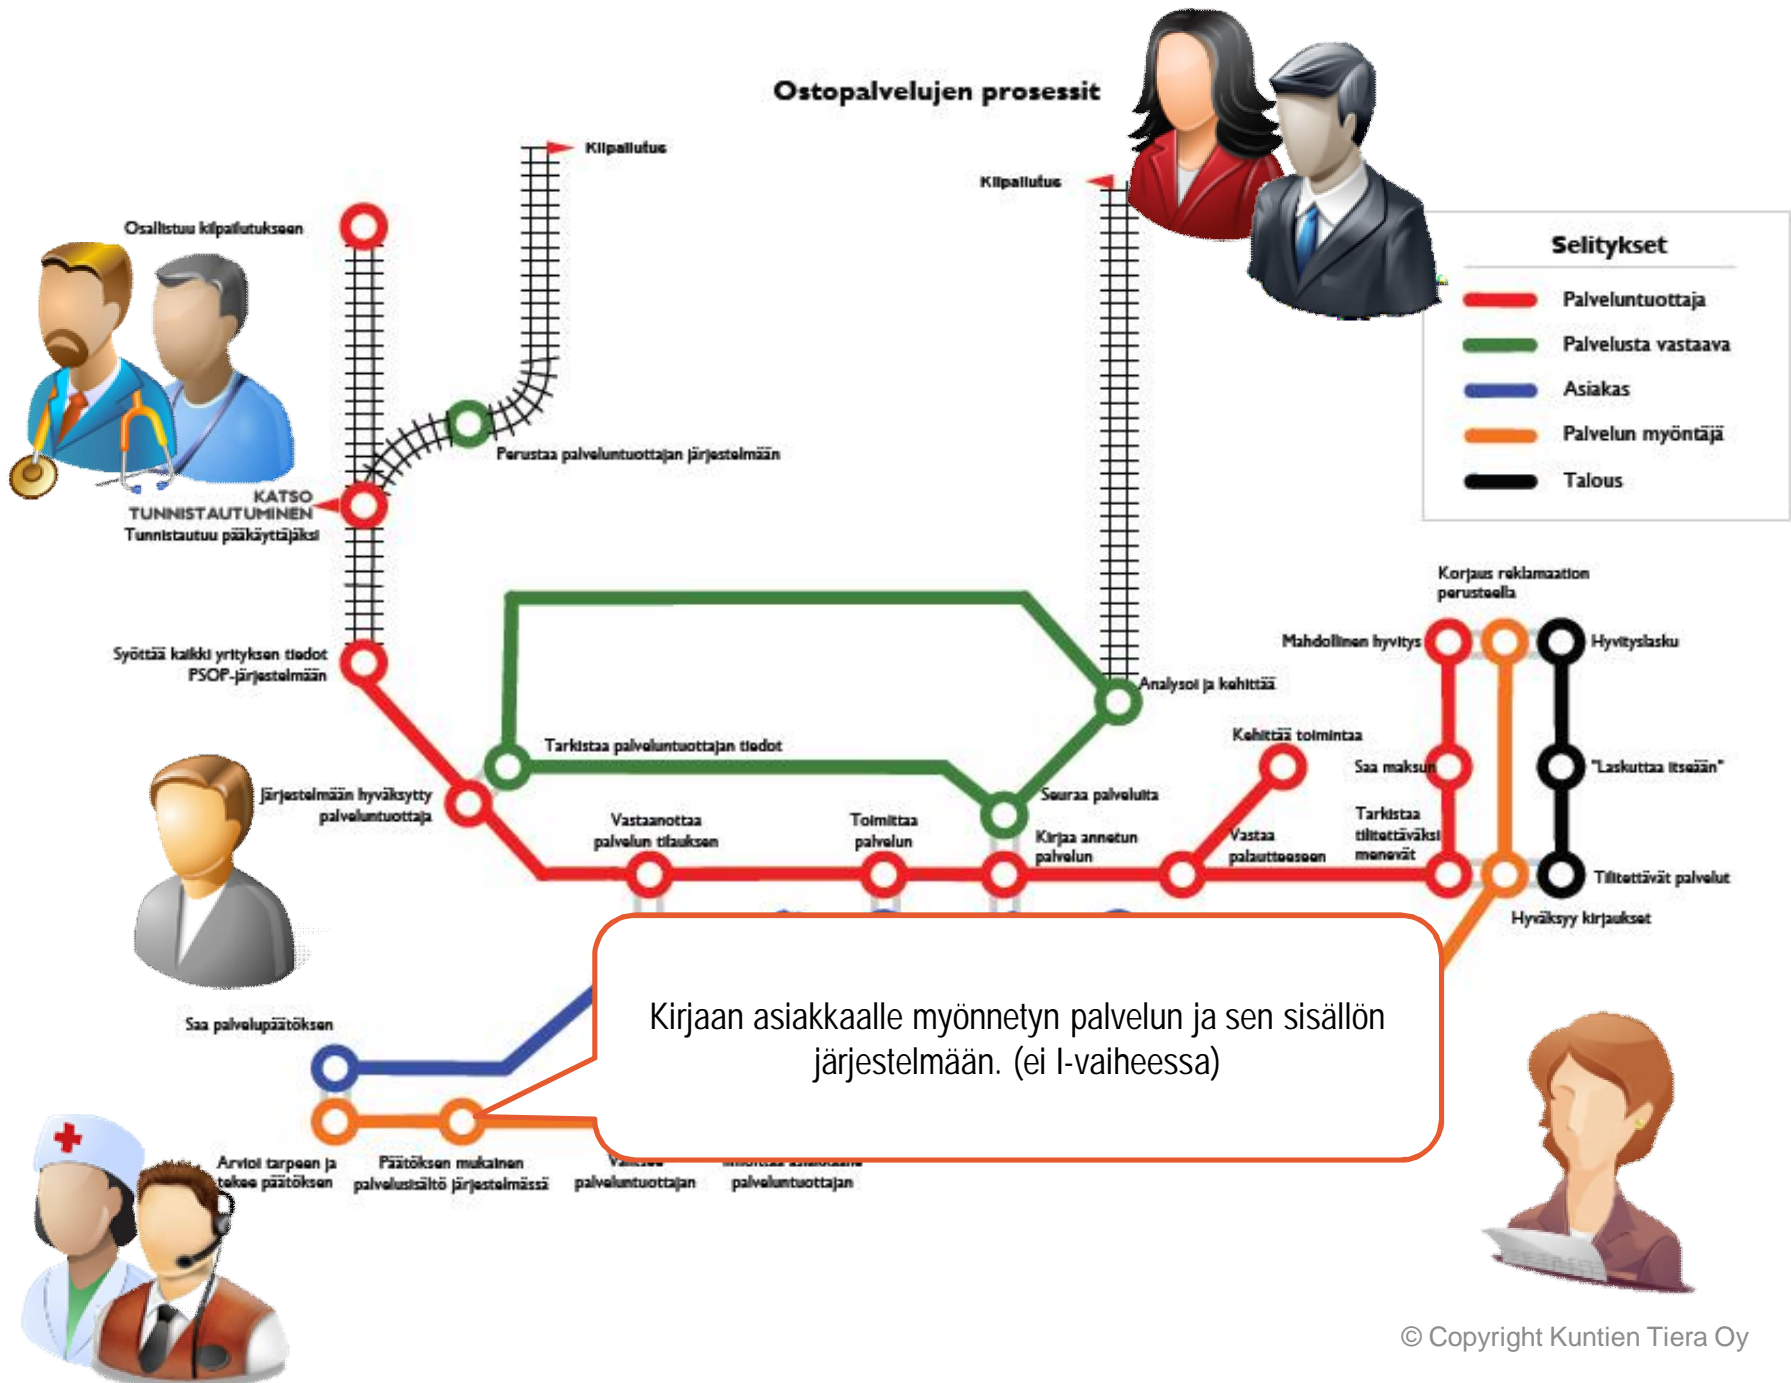 Ostopalvelujen prosessit
Kilpailutus
Kilpailutus
Osallistuu kilpailutukseen
Selitykset
Palveluntuottaja
Palvelusta vastaava
Asiakas
Palvelun myöntäjä
Talous
Perustaa palveluntuottajan järjestelmään
KATSO
TUNNISTAUTUMINEN
Tunnistautuu pääkäyttäjäksi
Korjaus reklamaation
perusteella
Mahdollinen hyvitys
Hyvityslasku
Syöttää kaikki yrityksen tiedot
PSOP-järjestelmään
Analysoi ja kehittää
Tarkistaa palveluntuottajan tiedot
Kehittää toimintaa
Saa maksun
"Laskuttaa itseään"
Järjestelmään hyväksytty
palveluntuottaja
Seuraa palveluita
Vastaanottaa
palvelun tilauksen
Toimittaa
palvelun
Kirjaa annetun
palvelun
Vastaa
palautteeseen
Tarkistaa
tilitettäväksi
menevät
Tilitettävät palvelut
Hyväksyy kirjaukset
Kirjaan asiakkaalle myönnetyn palvelun ja sen sisällön
järjestelmään. (ei I-vaiheessa)
Saa palvelupäätöksen
Arvioi tarpeen ja
tekee päätöksen
Päätöksen mukainen
palvelusisältö järjestelmässä
palveluntuottajan
palveluntuottajan
© Copyright Kuntien Tiera Oy